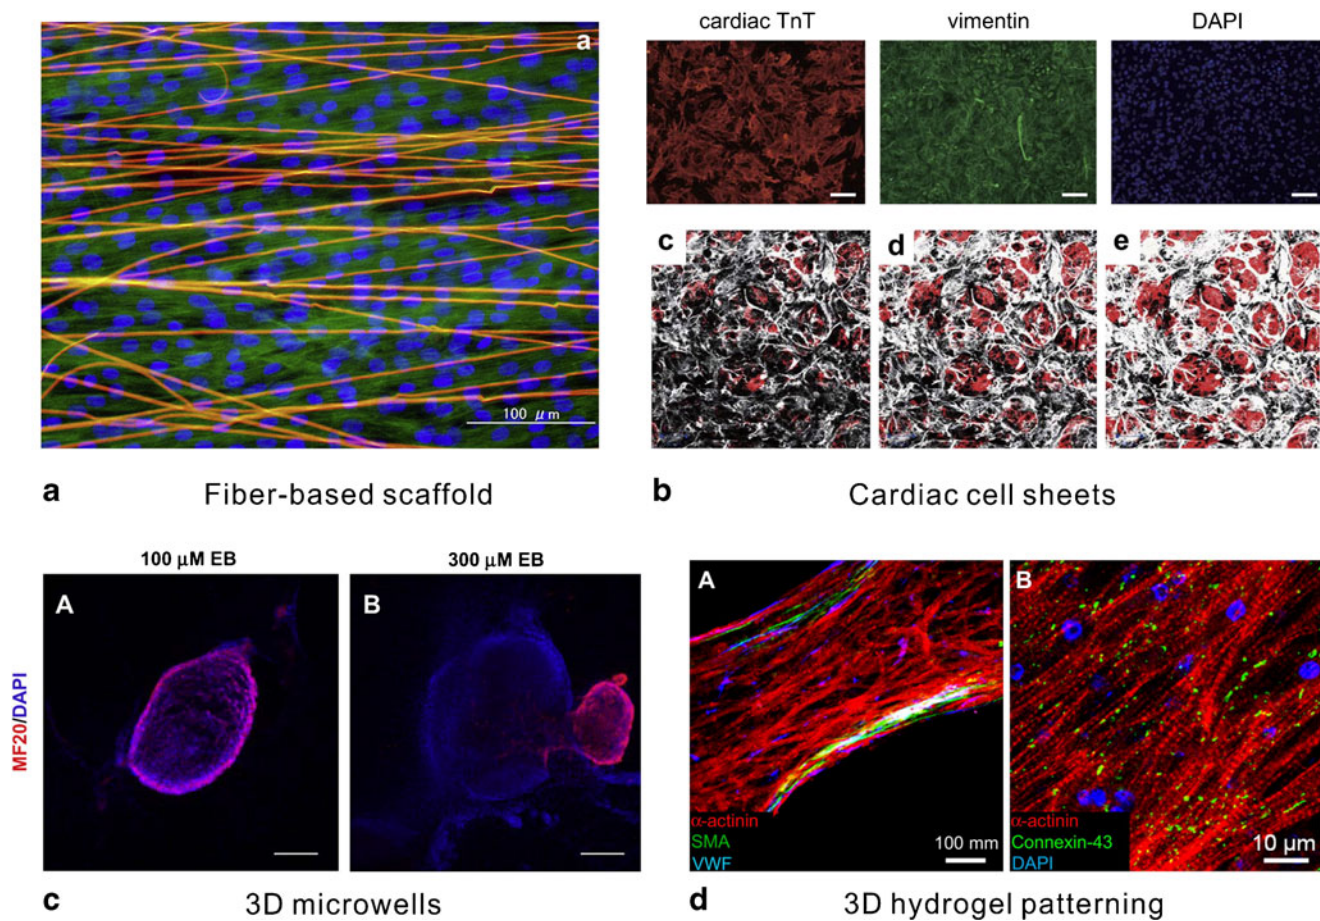 a
100 μm
a Fiber-based scaffold
cardiac TnT vimentin DAPI
c d e
b Cardiac cell sheets
100 μM EB 300 μM EB
MF20/DAPI
A B
c 3D microwells
A B
α-actinin
SMA
VWF
100 mm
α-actinin
Connexin-43
DAPI
10 μm
d 3D hydrogel patterning